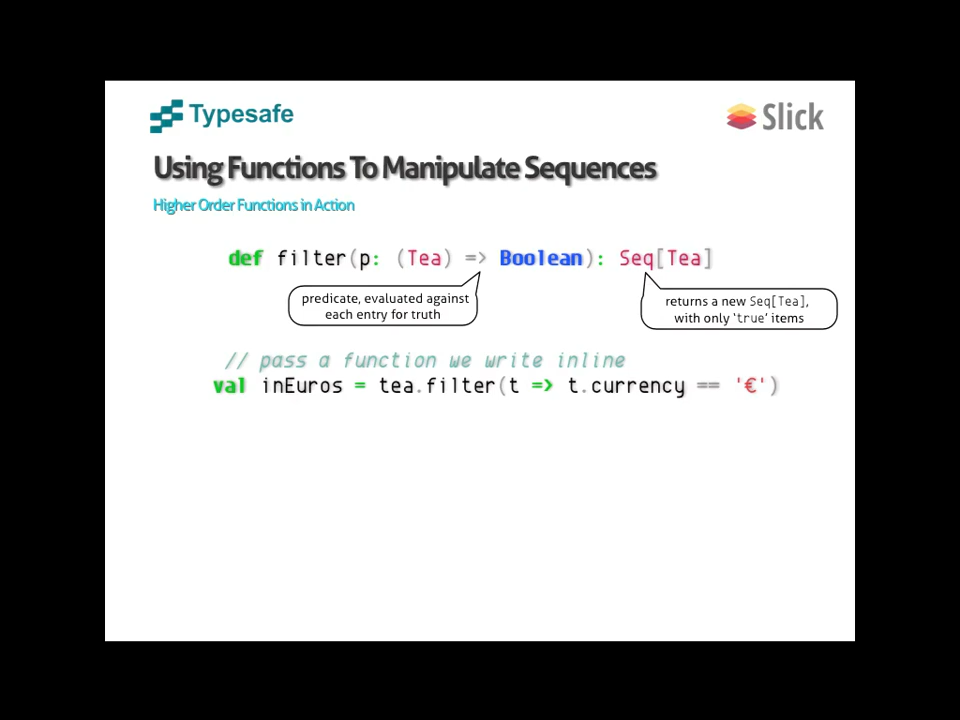 Typesafe
Slick
Using Functions To Manipulate Sequences
Higher Order Functions in Action
def filter(p: (Tea) => Boolean): Seq[Tea]
predicate, evaluated against
each entry for truth
returns a new Seq[Tea],
with only ‘true’ items
// pass a function we write inline
val inEuros = tea.filter(t => t.currency == '€')